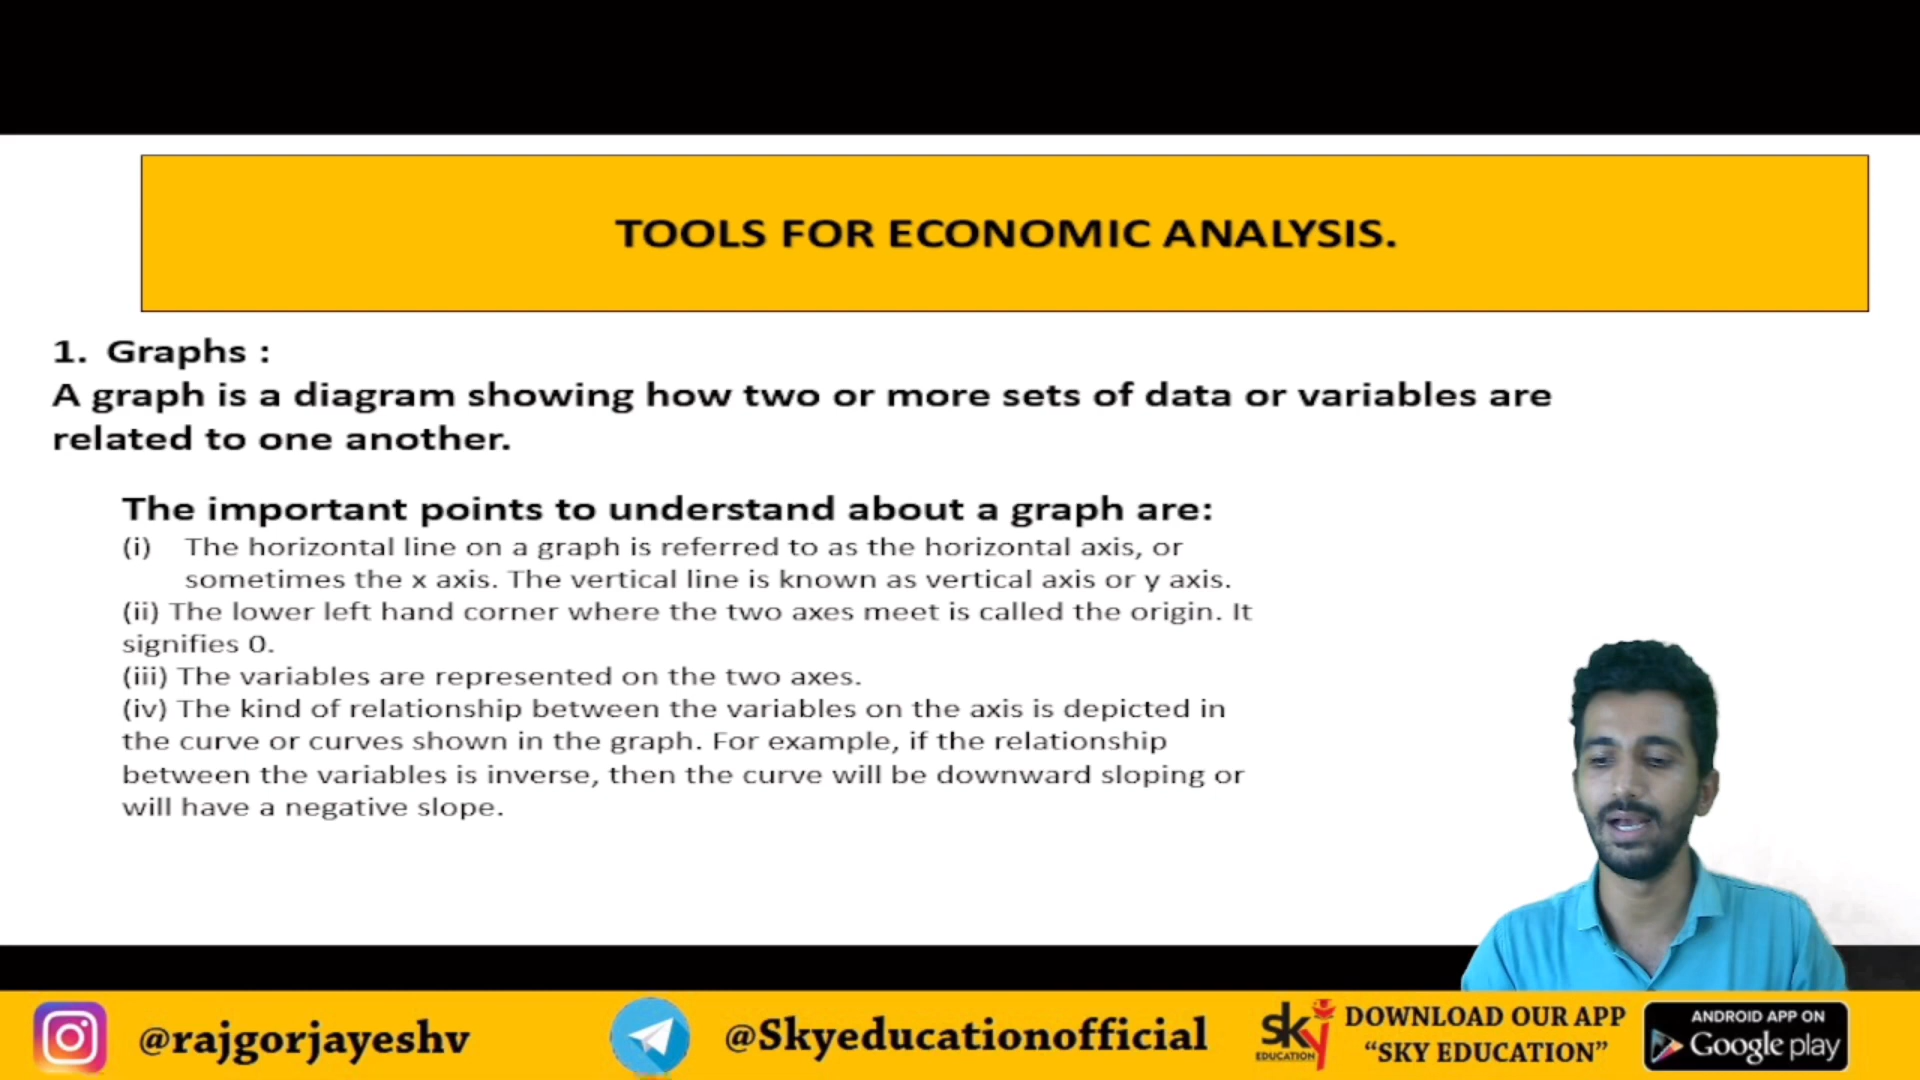 TOOLS FOR ECONOMIC ANALYSIS.
1. Graphs :
A graph is a diagram showing how two or more sets of data or variables are
related to one another.
The important points to understand about a graph are:
(i) The horizontal line on a graph is referred to as the horizontal axis, or
sometimes the x axis. The vertical line is known as vertical axis or y axis.
(ii) The lower left hand corner where the two axes meet is called the origin. It
signifies 0.
(iii) The variables are represented on the two axes.
(iv) The kind of relationship between the variables on the axis is depicted in
the curve or curves shown in the graph. For example, if the relationship
between the variables is inverse, then the curve will be downward sloping or
will have a negative slope.
@rajgorjayeshv
@Skyeducationofficial
sky
EDUCATION
DOWNLOAD OUR APP
“SKY EDUCATION”
ANDROID APP ON
Google play